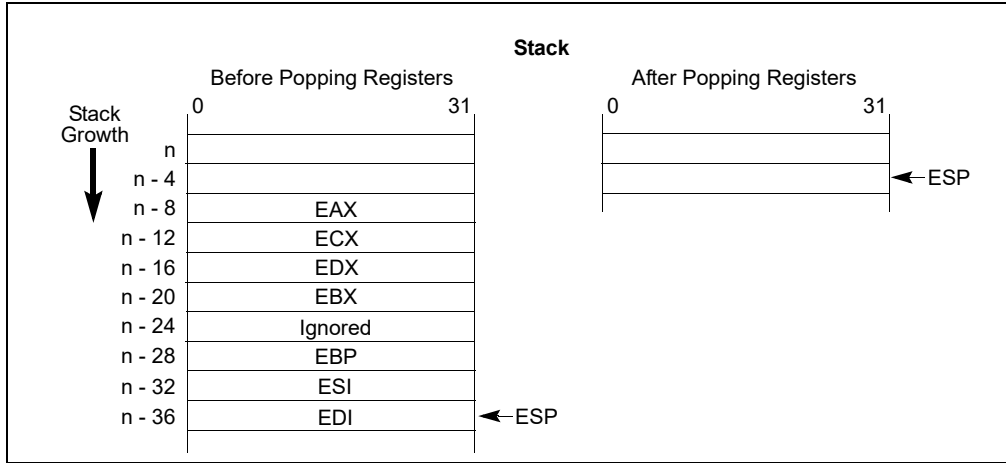 Stack
Before Popping Registers After Popping Registers
0 31 0 31
Stack
Growth
n
n - 4 ESP
n - 8 EAX
n - 12 ECX
n - 16 EDX
n - 20 EBX
n - 24 Ignored
n - 28 EBP
n - 32 ESI
n - 36 EDI ESP